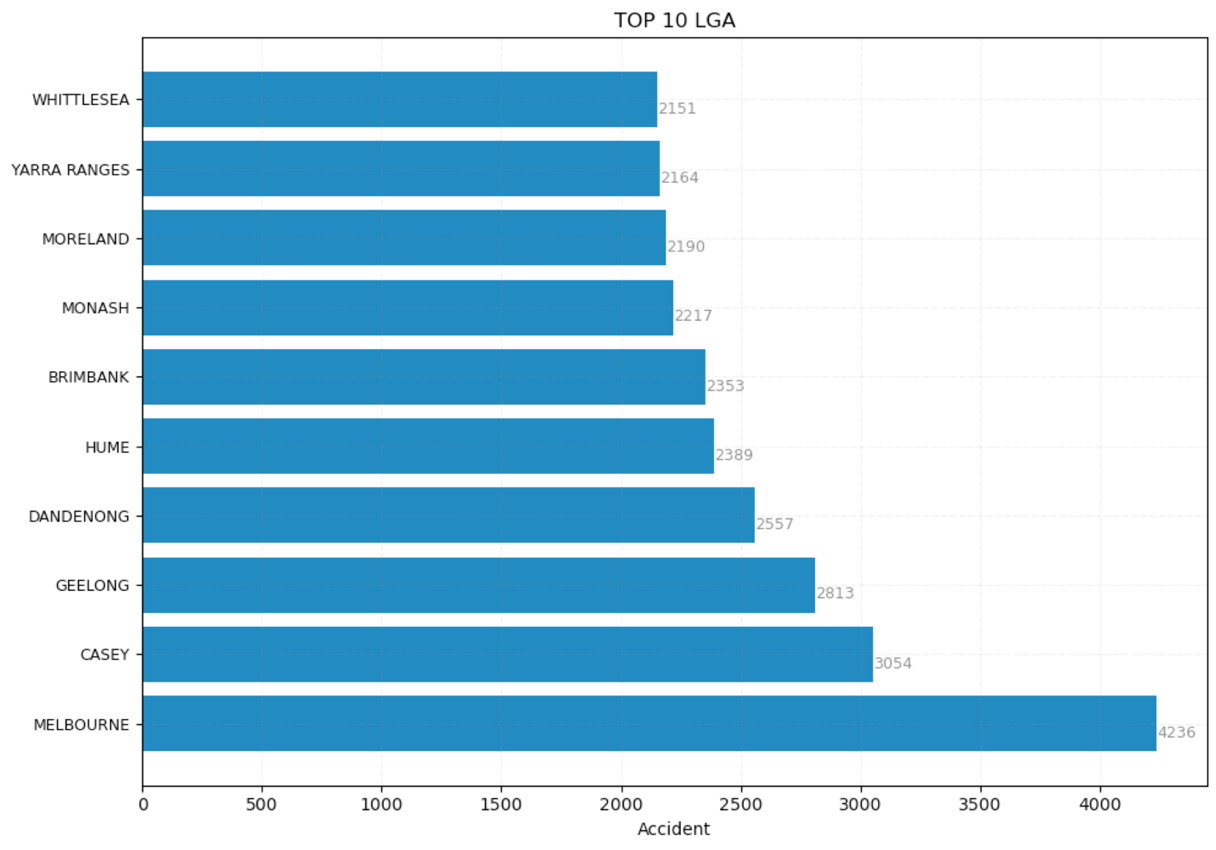 TOP 10 LGA
WHITTLESEA 2151
YARRA RANGES 2164
MORELAND 2190
MONASH 2217
BRIMBANK 2353
HUME 2389
DANDENONG 2557
GEELONG 2813
CASEY 3054
MELBOURNE 4236
0 500 1000 1500 2000 2500 3000 3500 4000
Accident